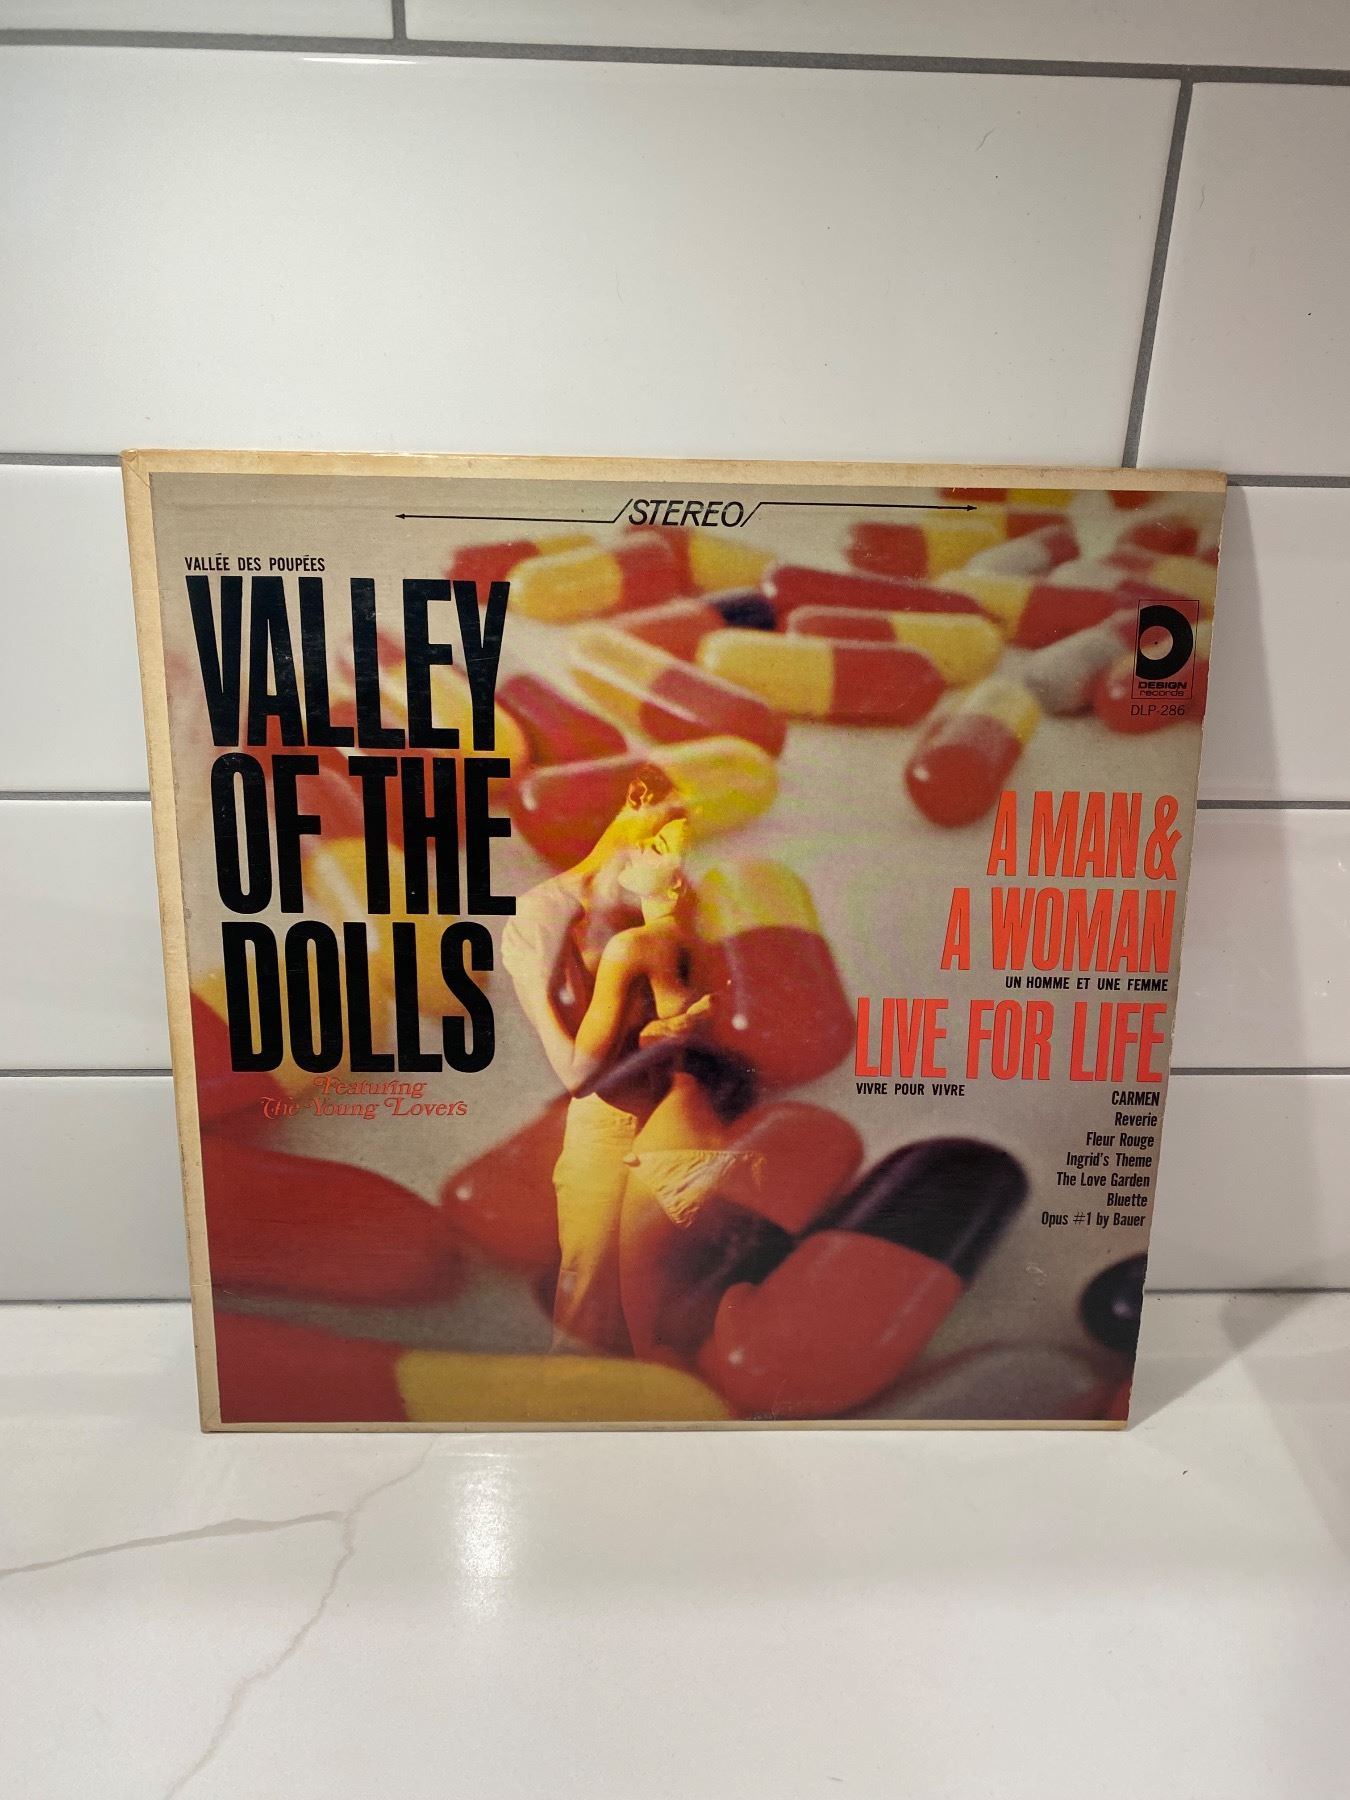 STEREO
VALLÉE DES POUPÉES
VALLEY
OF THE
DOLLS
Featuring
The Young Lovers
DESIGN
records
DLP-286
A MAN &
A WOMAN
UN HOMME ET UNE FEMME
LIVE FOR LIFE
VIVRE POUR VIVRE
CARMEN
Reverie
Fleur Rouge
Ingrid's Theme
The Love Garden
Bluette
Opus #1 by Bauer